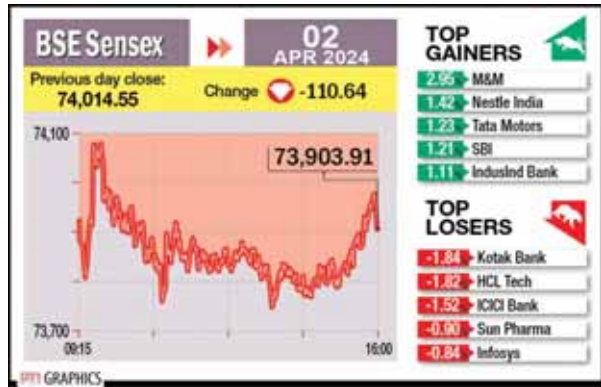 BSE Sensex
02
APR 2024
Previous day close:
74,014.55
Change -110.64
74,100
73,903.91
73,700
09:15
16:00
TOP
GAINERS
2.95 M&M
1.42 Nestle India
1.23 Tata Motors
1.21 SBI
1.11 IndusInd Bank
TOP
LOSERS
-1.84 Kotak Bank
-1.82 HCL Tech
-1.52 ICICI Bank
-0.90 Sun Pharma
-0.84 Infosys
PTI GRAPHICS